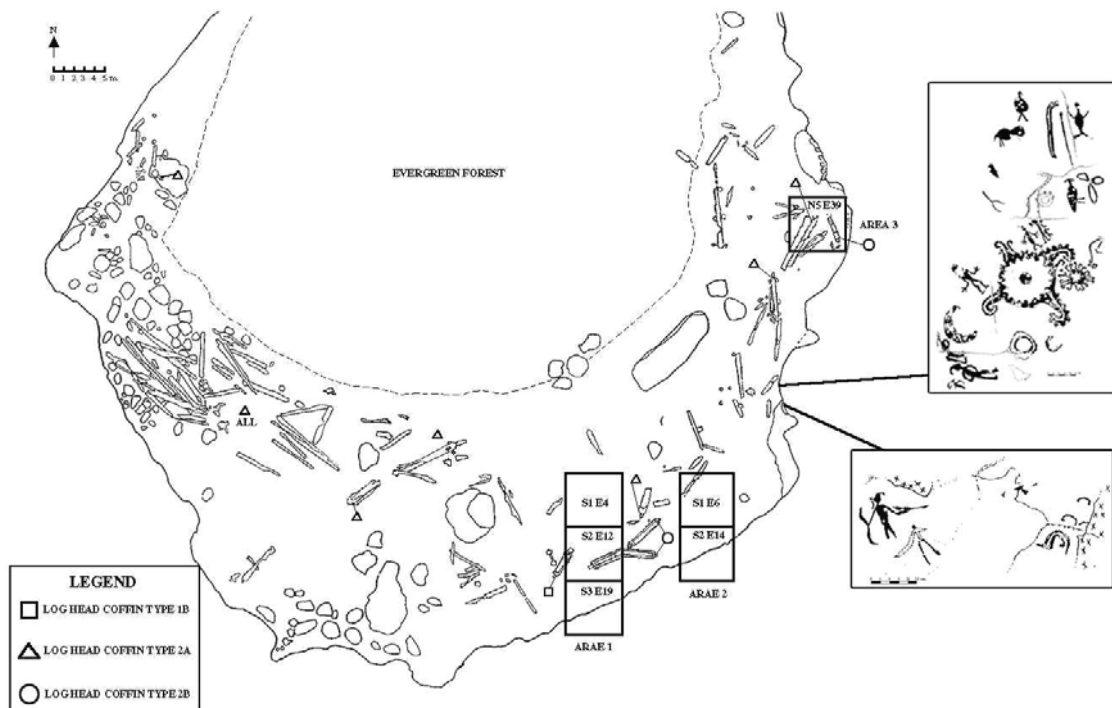 N
0 1 2 3 4 5 m
EVERGREEN FOREST
N5 E39
AREA 3
ALL
S1 E4
S1 E6
S2 E12
S2 E14
S3 E19
ARAE 2
ARAE 1
LEGEND
LOG HEAD COFFIN TYPE 1B
LOG HEAD COFFIN TYPE 2A
LOG HEAD COFFIN TYPE 2B